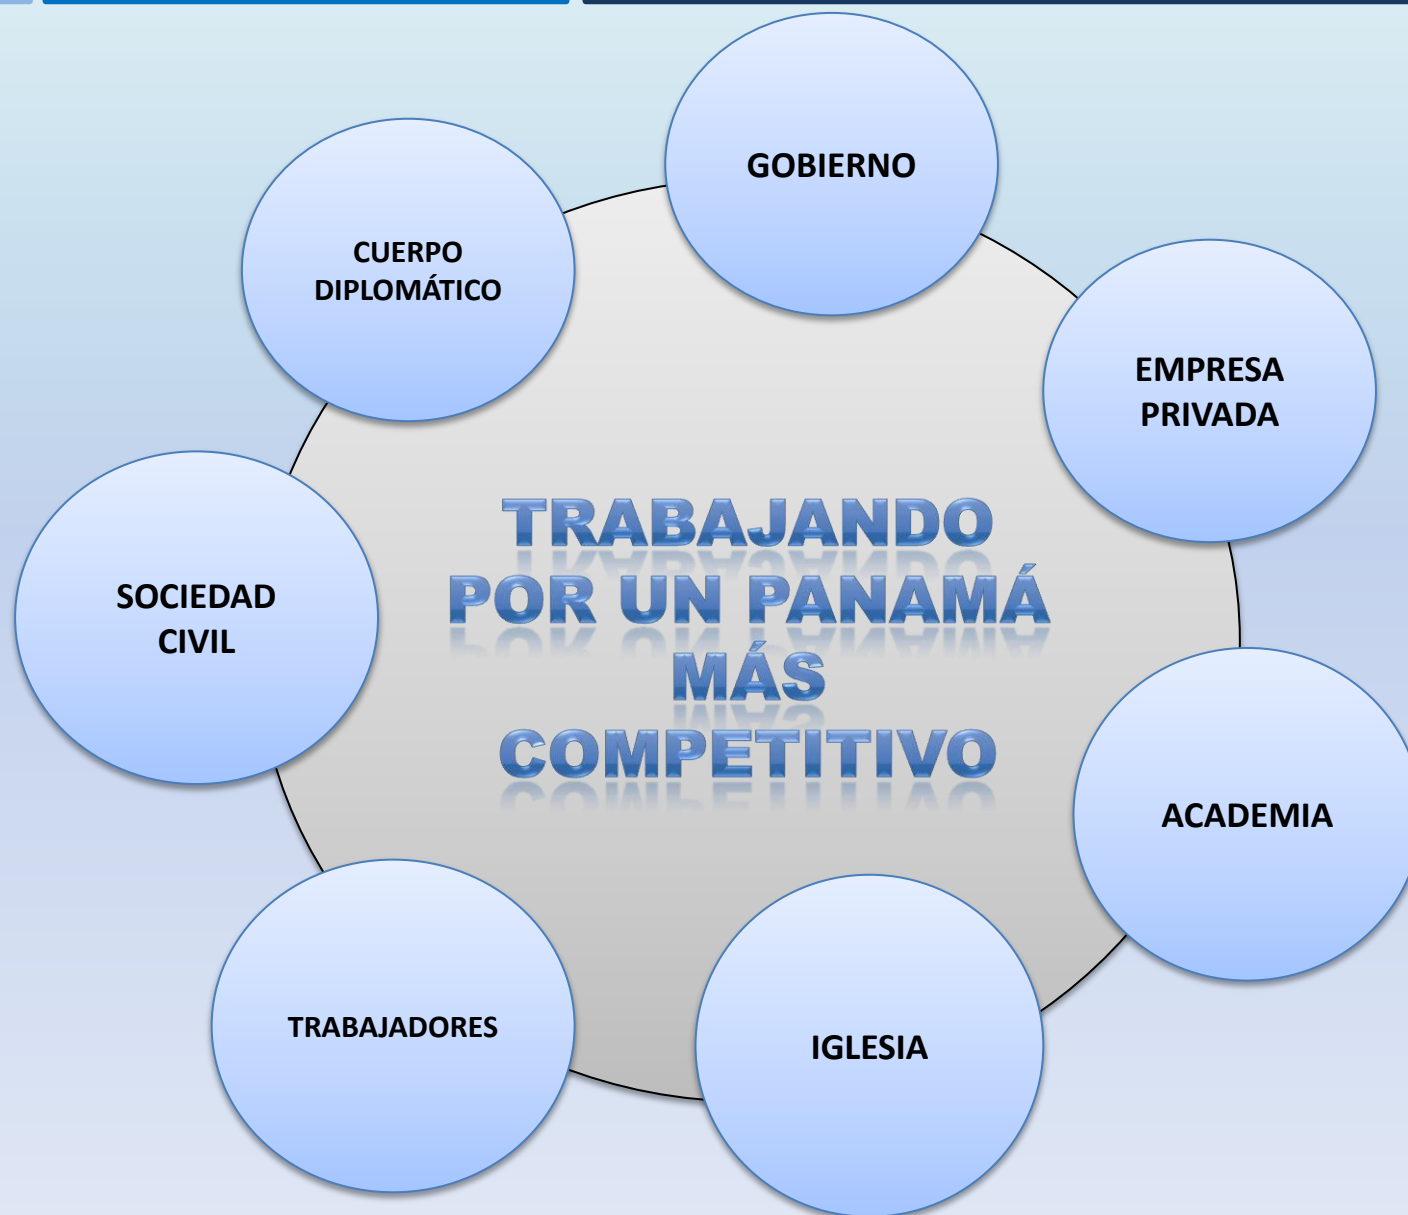 GOBIERNO
CUERPO
DIPLOMÁTICO
EMPRESA
PRIVADA
TRABAJANDO
POR UN PANAMÁ
MÁS
COMPETITIVO
SOCIEDAD
CIVIL
ACADEMIA
TRABAJADORES
IGLESIA